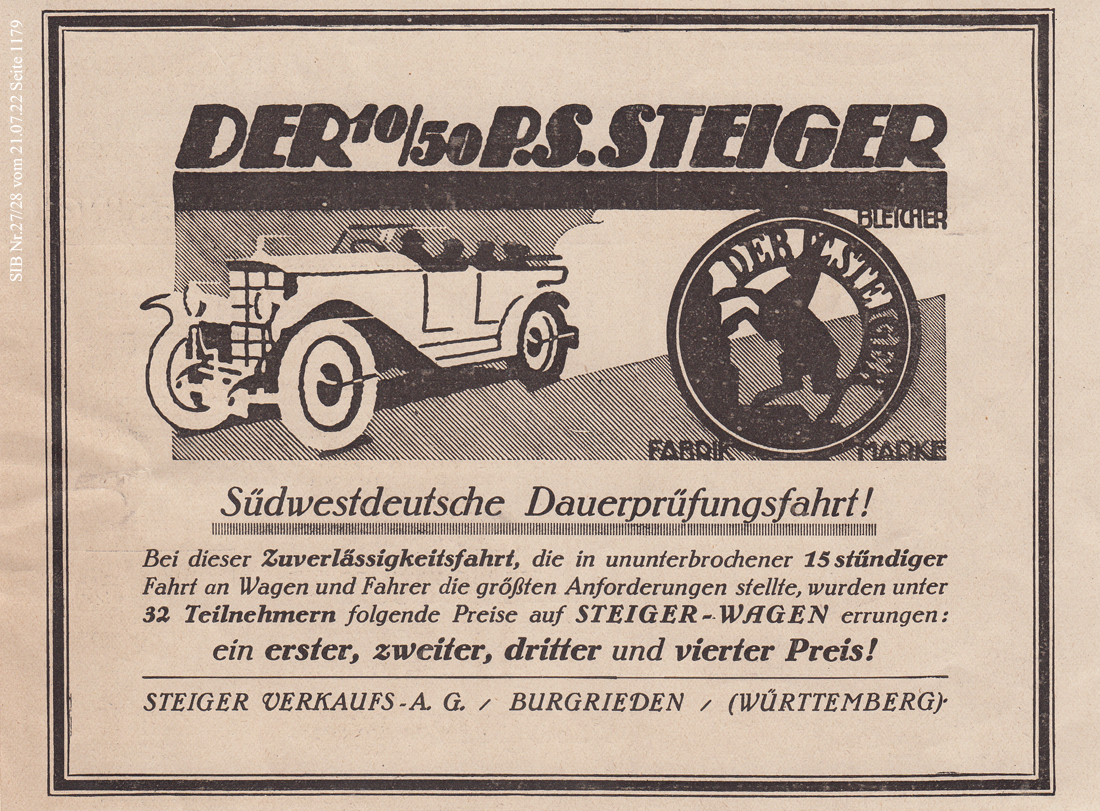 SIB Nr.27/28 vom 21.07.22 Seite 1179
DER 10/50 P.S. STEIGER
BLEICHER
DER STEIGER
FABRIK MARKE
Südwestdeutsche Dauerprüfungsfahrt!
Bei dieser Zuverlässigkeitsfahrt, die in ununterbrochener 15 stündiger
Fahrt an Wagen und Fahrer die größten Anforderungen stellte, wurden unter
32 Teilnehmern folgende Preise auf STEIGER-WAGEN errungen:
ein erster, zweiter, dritter und vierter Preis!
STEIGER VERKAUFS-A. G. / BURGRIEDEN / (WÜRTTEMBERG)·